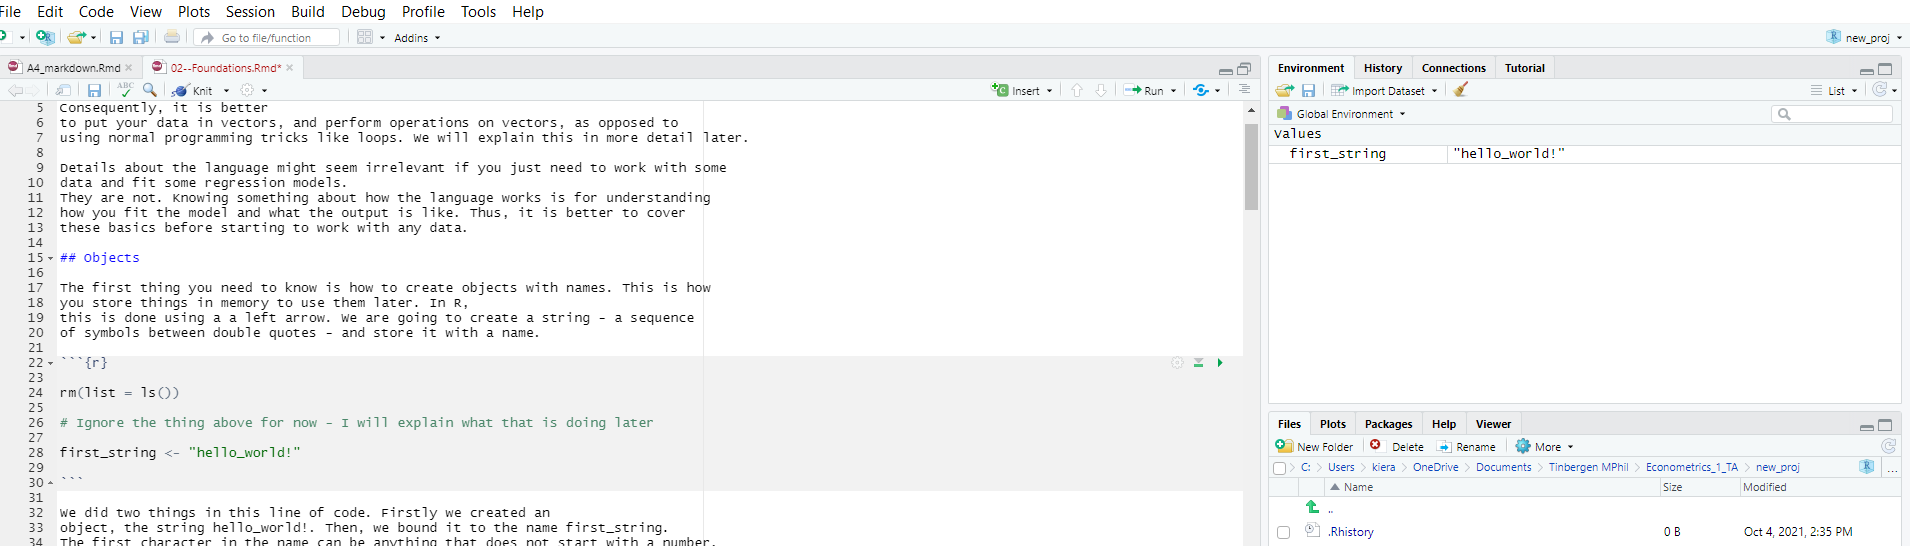 File Edit Code View Plots Session Build Debug Profile Tools Help
Go to file/function Addins new_proj
A4_markdown.Rmd 02--Foundations.Rmd*
ABC Knit Insert Run
5 Consequently, it is better
6 to put your data in vectors, and perform operations on vectors, as opposed to
7 using normal programming tricks like loops. We will explain this in more detail later.
8
9 Details about the language might seem irrelevant if you just need to work with some
10 data and fit some regression models.
11 They are not. Knowing something about how the language works is for understanding
12 how you fit the model and what the output is like. Thus, it is better to cover
13 these basics before starting to work with any data.
14
15 ## Objects
16
17 The first thing you need to know is how to create objects with names. This is how
18 you store things in memory to use them later. In R,
19 this is done using a a left arrow. We are going to create a string - a sequence
20 of symbols between double quotes - and store it with a name.
21
22 ```{r}
23
24 rm(list = ls())
25
26 # Ignore the thing above for now - I will explain what that is doing later
27
28 first_string <- "hello_world!"
29
30 ```
31
32 We did two things in this line of code. Firstly we created an
33 object, the string hello_world!. Then, we bound it to the name first_string.
34 The first character in the name can be anything that does not start with a number.
Environment History Connections Tutorial
Import Dataset List
Global Environment
Values
first_string "hello_world!"
Files Plots Packages Help Viewer
New Folder Delete Rename More
C: Users kiera OneDrive Documents Tinbergen MPhil Econometrics_1_TA new_proj ...
Name Size Modified
..
.Rhistory 0 B Oct 4, 2021, 2:35 PM